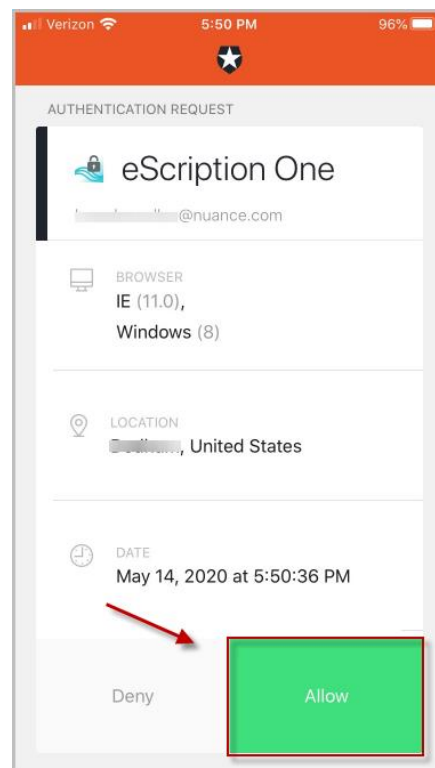 Verizon 5:50 PM 96%
AUTHENTICATION REQUEST
eScription One
@nuance.com
BROWSER
IE (11.0),
Windows (8)
LOCATION
, United States
DATE
May 14, 2020 at 5:50:36 PM
Deny Allow